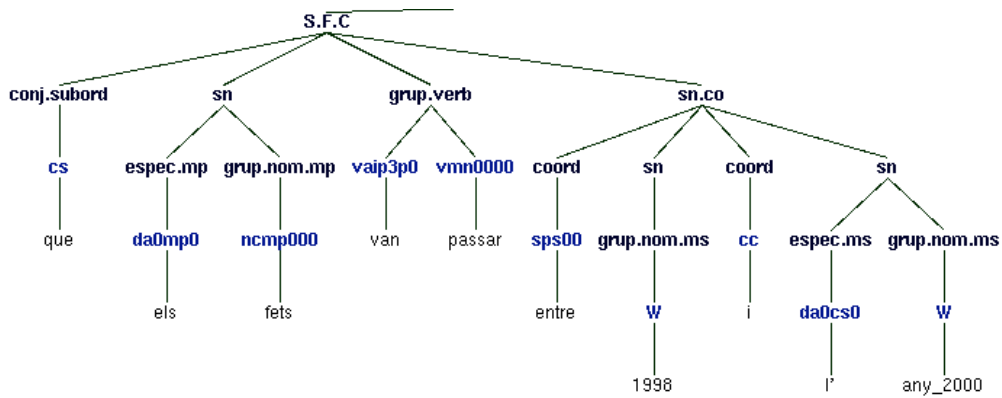 S.F.C
conj.subord sn grup.verb sn.co
cs espec.mp grup.nom.mp vaip3p0 vmn0000 coord sn coord sn
que da0mp0 ncmp000 van passar sps00 grup.nom.ms cc espec.ms grup.nom.ms
els fets entre W i da0cs0 W
1998 l' any_2000